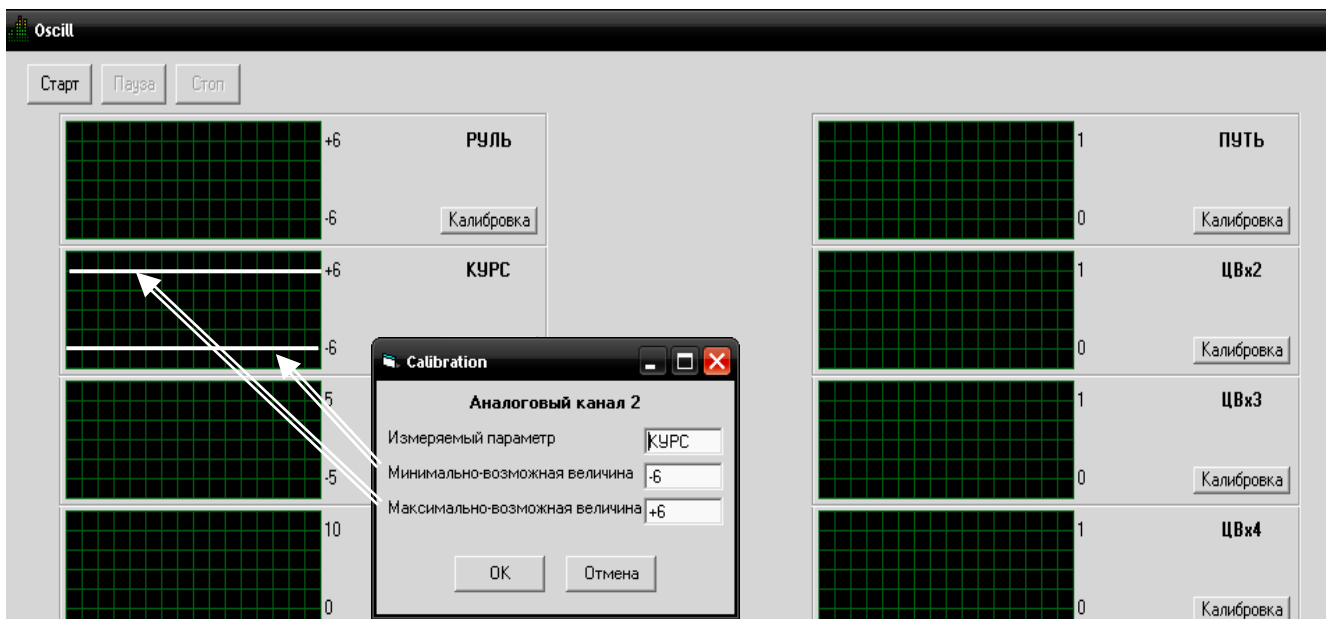 Oscill
Старт Пауза Стоп
+6 РУЛЬ
-6 Калибровка
+6 КУРС
-6
5
-5
10
0
1 ПУТЬ
0 Калибровка
1 ЦВх2
0 Калибровка
1 ЦВх3
0 Калибровка
1 ЦВх4
0 Калибровка
Calibration
Аналоговый канал 2
Измеряемый параметр КУРС
Минимально-возможная величина -6
Максимально-возможная величина +6
OK Отмена